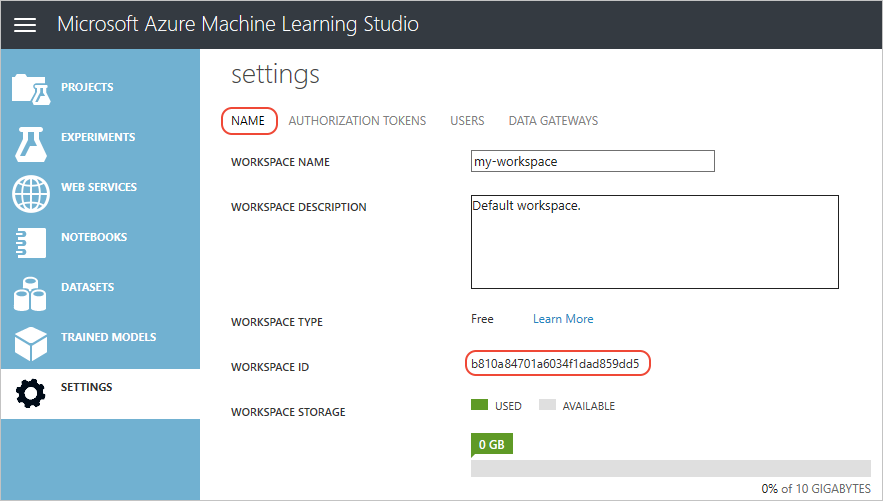 Microsoft Azure Machine Learning Studio
PROJECTS
EXPERIMENTS
WEB SERVICES
NOTEBOOKS
DATASETS
TRAINED MODELS
SETTINGS
settings
NAME AUTHORIZATION TOKENS USERS DATA GATEWAYS
WORKSPACE NAME my-workspace
WORKSPACE DESCRIPTION Default workspace.
WORKSPACE TYPE Free Learn More
WORKSPACE ID b810a84701a6034f1dad859dd5
WORKSPACE STORAGE USED AVAILABLE
0 GB
0% of 10 GIGABYTES